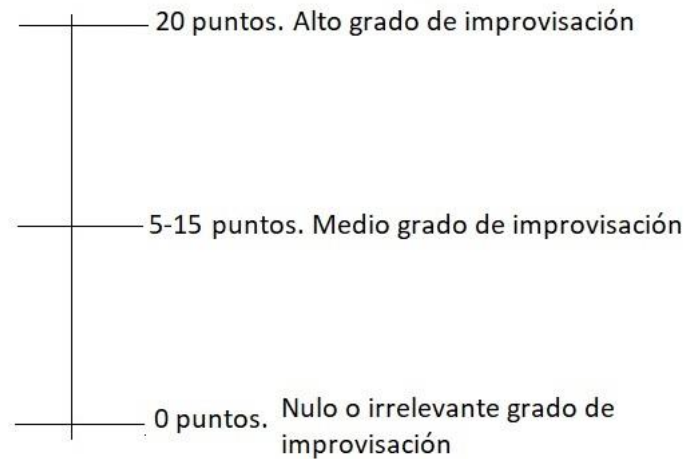 20 puntos. Alto grado de improvisación
5-15 puntos. Medio grado de improvisación
0 puntos. Nulo o irrelevante grado de
improvisación